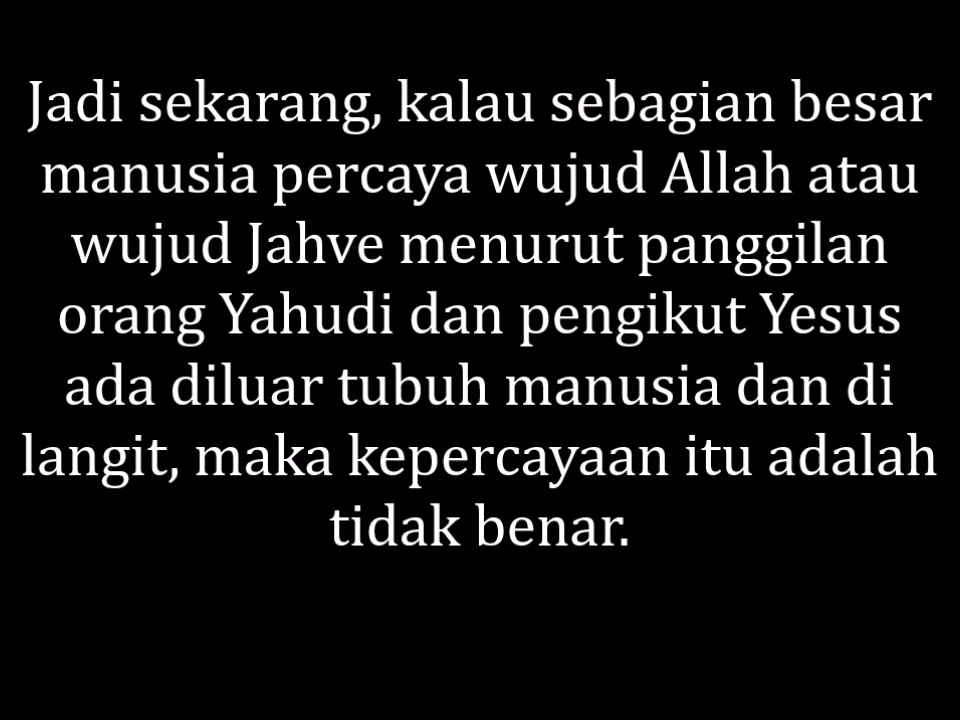 Jadi sekarang, kalau sebagian besar
manusia percaya wujud Allah atau
wujud Jahve menurut panggilan
orang Yahudi dan pengikut Yesus
ada diluar tubuh manusia dan di
langit, maka kepercayaan itu adalah
tidak benar.